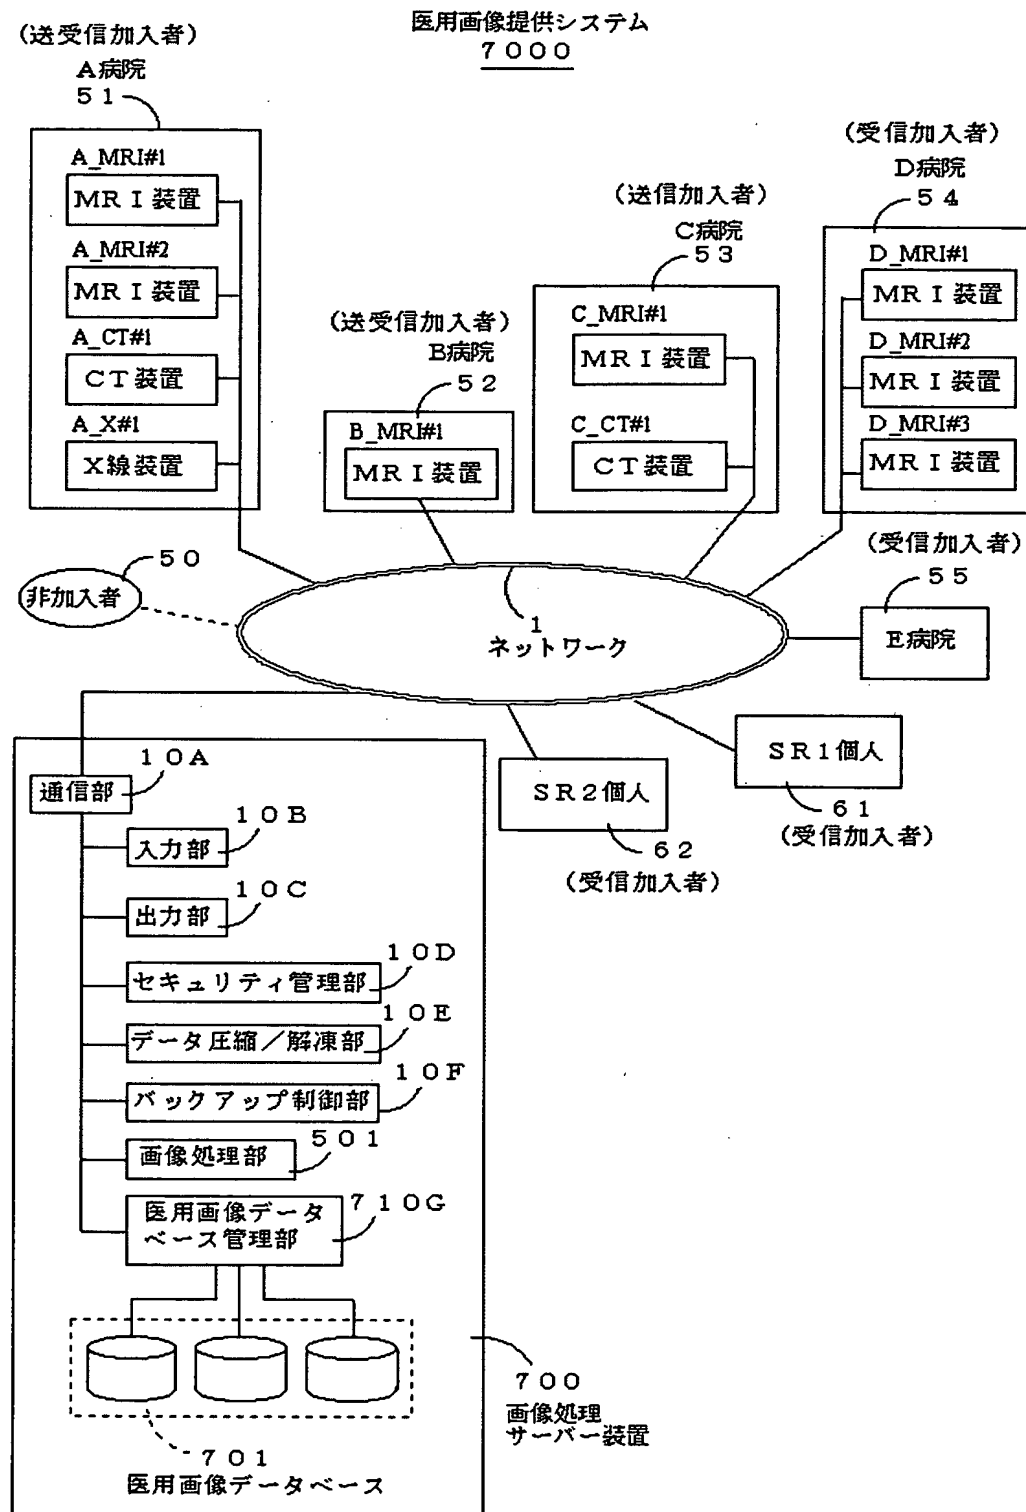 医用画像提供システム
７０００
(送受信加入者)
A病院
５１
A_MRI#1
ＭＲＩ装置
A_MRI#2
ＭＲＩ装置
A_CT#1
ＣＴ装置
A_X#1
Ｘ線装置
(送受信加入者)
B病院
５２
B_MRI#1
ＭＲＩ装置
(送信加入者)
C病院
５３
C_MRI#1
ＭＲＩ装置
C_CT#1
ＣＴ装置
(受信加入者)
D病院
５４
D_MRI#1
ＭＲＩ装置
D_MRI#2
ＭＲＩ装置
D_MRI#3
ＭＲＩ装置
５０
非加入者
１
ネットワーク
(受信加入者)
５５
E病院
ＳＲ１個人
６１
(受信加入者)
ＳＲ２個人
６２
(受信加入者)
１０Ａ
通信部
１０Ｂ
入力部
１０Ｃ
出力部
１０Ｄ
セキュリティ管理部
１０Ｅ
データ圧縮／解凍部
１０Ｆ
バックアップ制御部
５０１
画像処理部
７１０Ｇ
医用画像データ
ベース管理部
７００
画像処理
サーバー装置
７０１
医用画像データベース